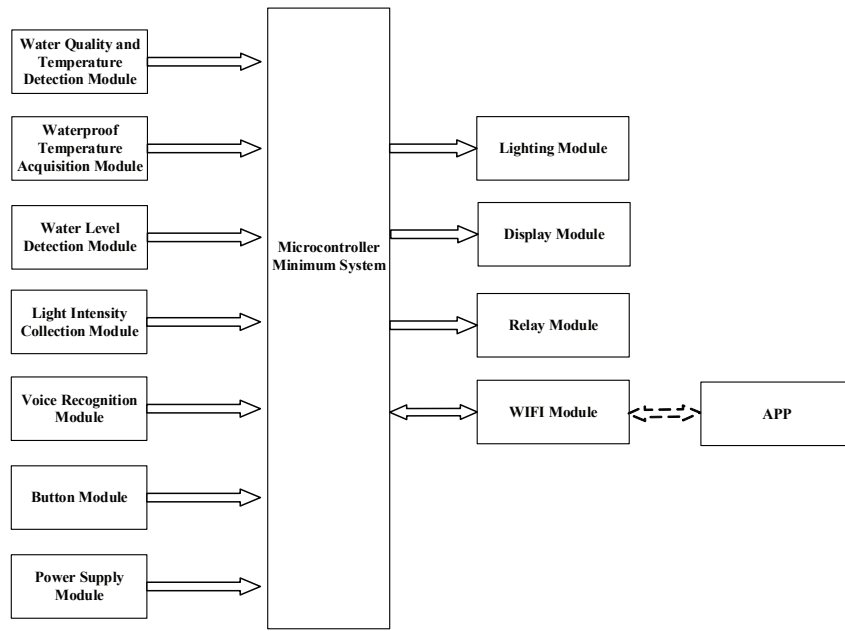 Water Quality and
Temperature
Detection Module
Waterproof
Temperature
Acquisition Module
Water Level
Detection Module
Light Intensity
Collection Module
Voice Recognition
Module
Button Module
Power Supply
Module
Microcontroller
Minimum System
Lighting Module
Display Module
Relay Module
WIFI Module
APP